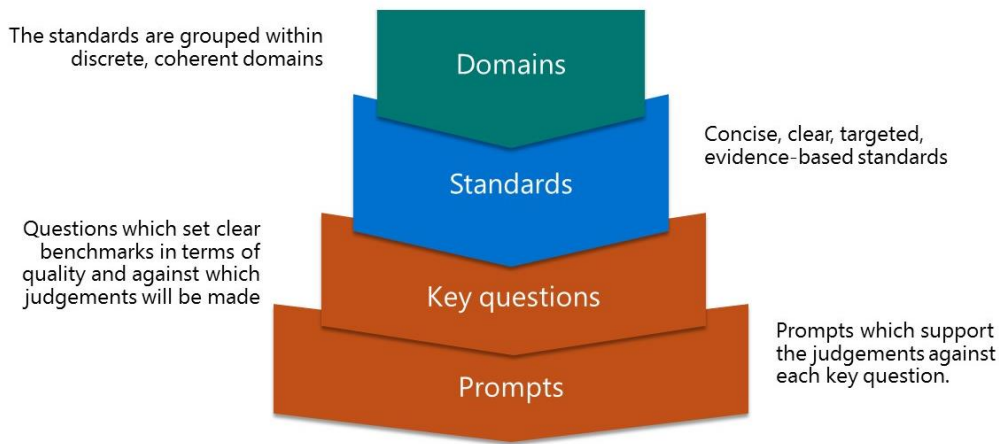 The standards are grouped within
discrete, coherent domains
Domains
Concise, clear, targeted,
evidence-based standards
Standards
Questions which set clear
benchmarks in terms of
quality and against which
judgements will be made
Key questions
Prompts which support
the judgements against
each key question.
Prompts